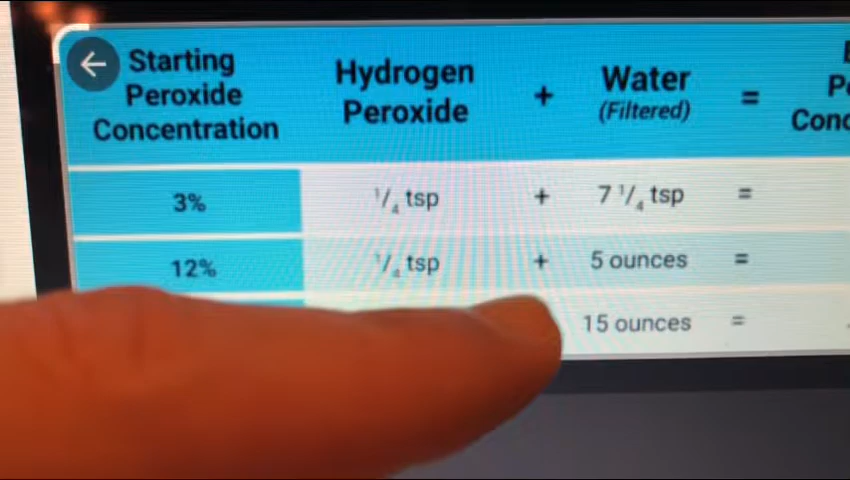 Starting
Peroxide
Concentration
Hydrogen
Peroxide
+
Water
(Filtered)
=
3%
1/4 tsp
+
7 1/4 tsp
=
12%
1/4 tsp
+
5 ounces
=
15 ounces
=